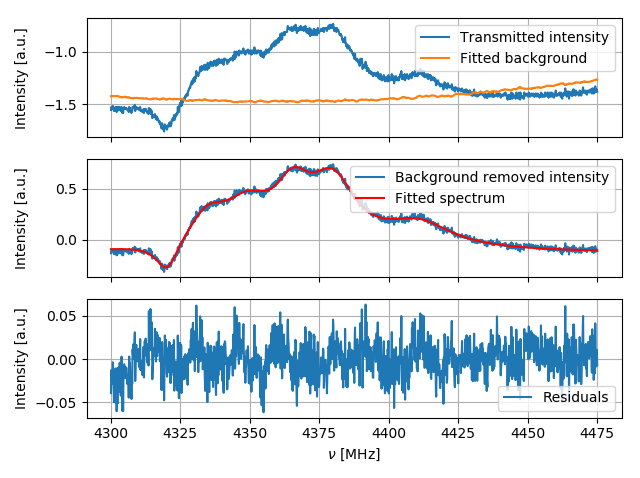 Intensity [a.u.]
−1.0
−1.5
Transmitted intensity
Fitted background
Intensity [a.u.]
0.5
0.0
Background removed intensity
Fitted spectrum
Intensity [a.u.]
0.05
0.00
−0.05
Residuals
4300 4325 4350 4375 4400 4425 4450 4475
ν [MHz]